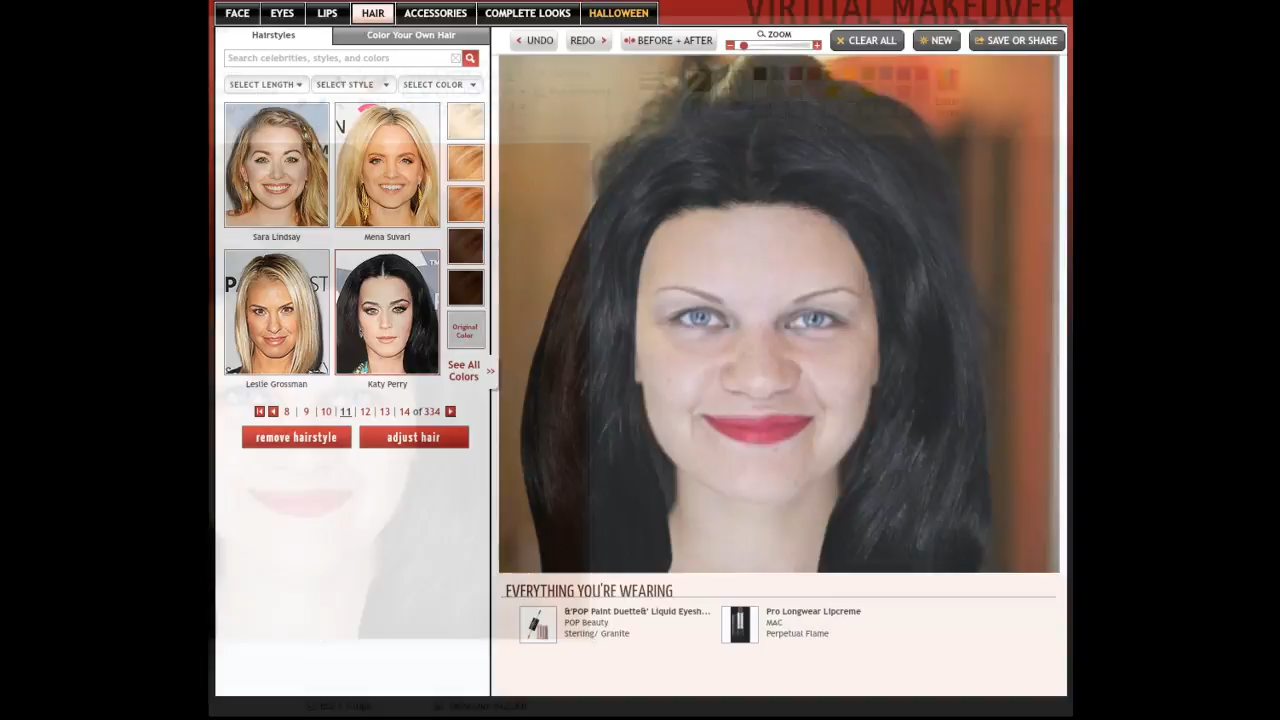 VIRTUAL MAKEOVER
FACE EYES LIPS HAIR ACCESSORIES COMPLETE LOOKS HALLOWEEN
Hairstyles Color Your Own Hair
< UNDO REDO > BEFORE + AFTER ZOOM CLEAR ALL NEW SAVE OR SHARE
Search celebrities, styles, and colors
SELECT LENGTH SELECT STYLE SELECT COLOR
Sara Lindsay Mena Suvari
Leslie Grossman Katy Perry
Original
Color
See All
Colors >>
8 | 9 | 10 | 11 | 12 | 13 | 14 of 334
remove hairstyle adjust hair
EVERYTHING YOU'RE WEARING
&'POP Paint Duette&' Liquid Eyesh...
POP Beauty
Sterling/ Granite
Pro Longwear Lipcreme
MAC
Perpetual Flame